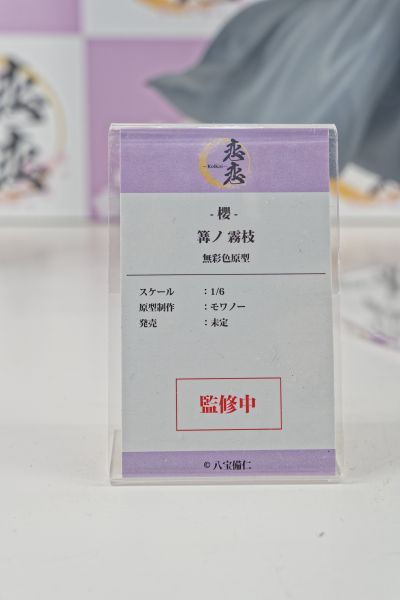 恋恋
-KoiKoi-
- 櫻 -
篝ノ霧枝
無彩色原型
スケール ：1/6
原型制作 ：モワノー
発売 ：未定
監修中
© 八宝備仁